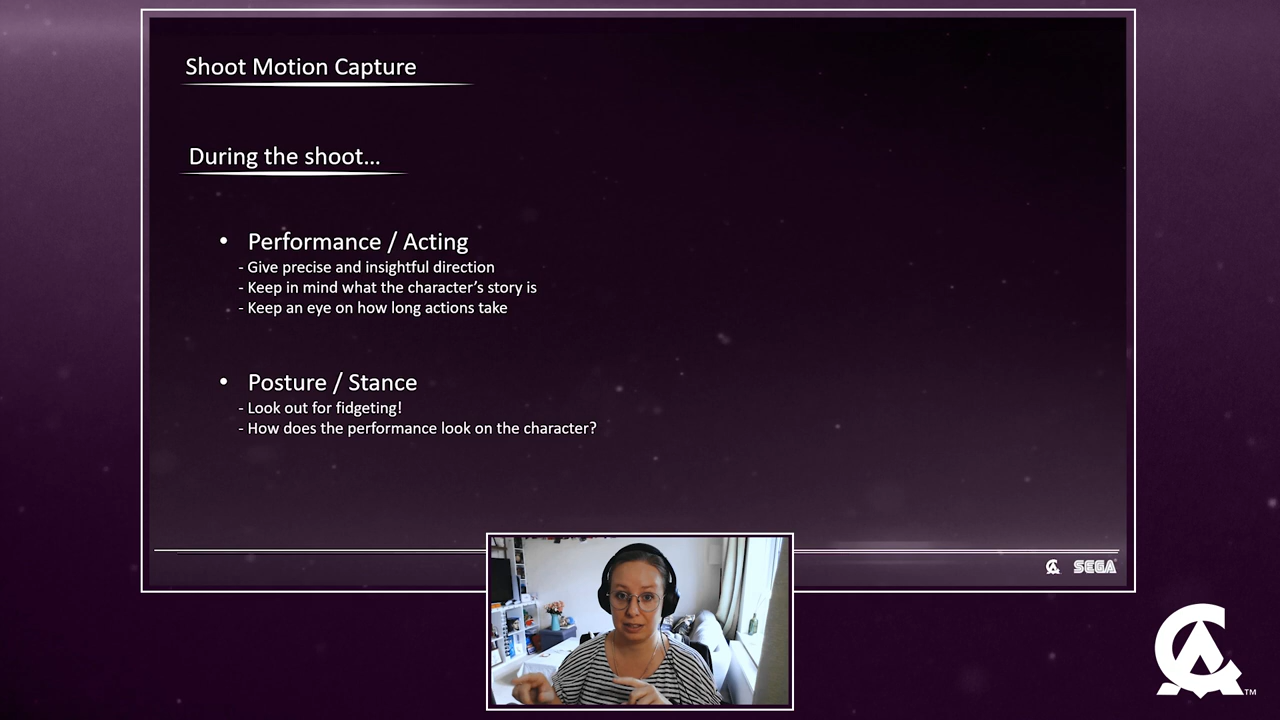 Shoot Motion Capture
During the shoot...
• Performance / Acting
- Give precise and insightful direction
- Keep in mind what the character's story is
- Keep an eye on how long actions take
• Posture / Stance
- Look out for fidgeting!
- How does the performance look on the character?
SEGA
TM